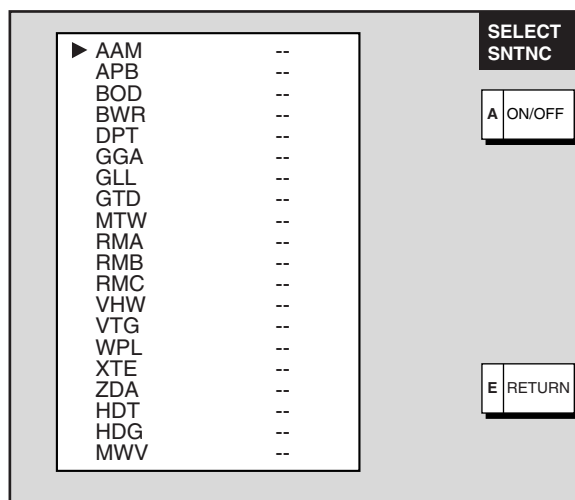 SELECT
SNTNC
▶ AAM --
APB --
BOD --
BWR --
DPT --
GGA --
GLL --
GTD --
MTW --
RMA --
RMB --
RMC --
VHW --
VTG --
WPL --
XTE --
ZDA --
HDT --
HDG --
MWV --
A ON/OFF
E RETURN